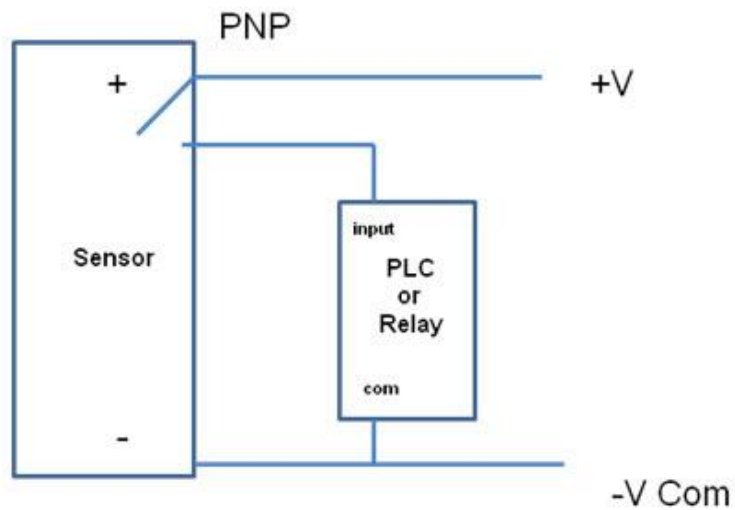 PNP
+
+V
input
Sensor
PLC
or
Relay
com
-
-V Com